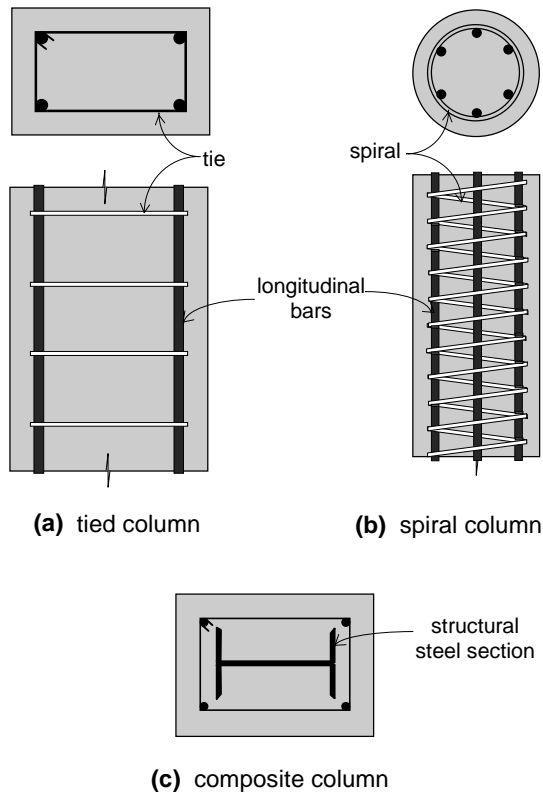 tie
spiral
longitudinal
bars
(a) tied column
(b) spiral column
structural
steel section
(c) composite column